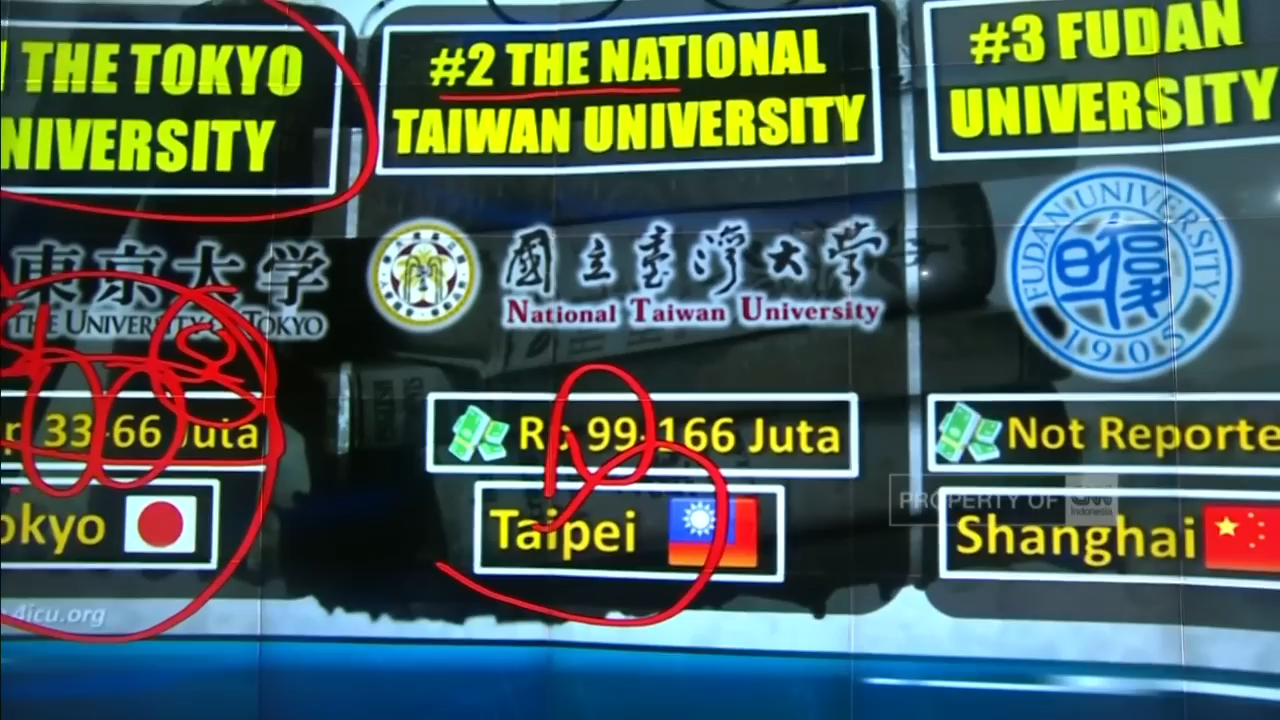 THE TOKYO
NIVERSITY
東京大学
THE UNIVERSITY OF TOKYO
33-66 Juta
okyo
4icu.org
#2 THE NATIONAL
TAIWAN UNIVERSITY
國立臺灣大學
National Taiwan University
Rp 99-166 Juta
Taipei
#3 FUDAN
UNIVERSITY
FUDAN UNIVERSITY
1905
Not Reporte
PROPERTY OF CNN Indonesia
Shanghai